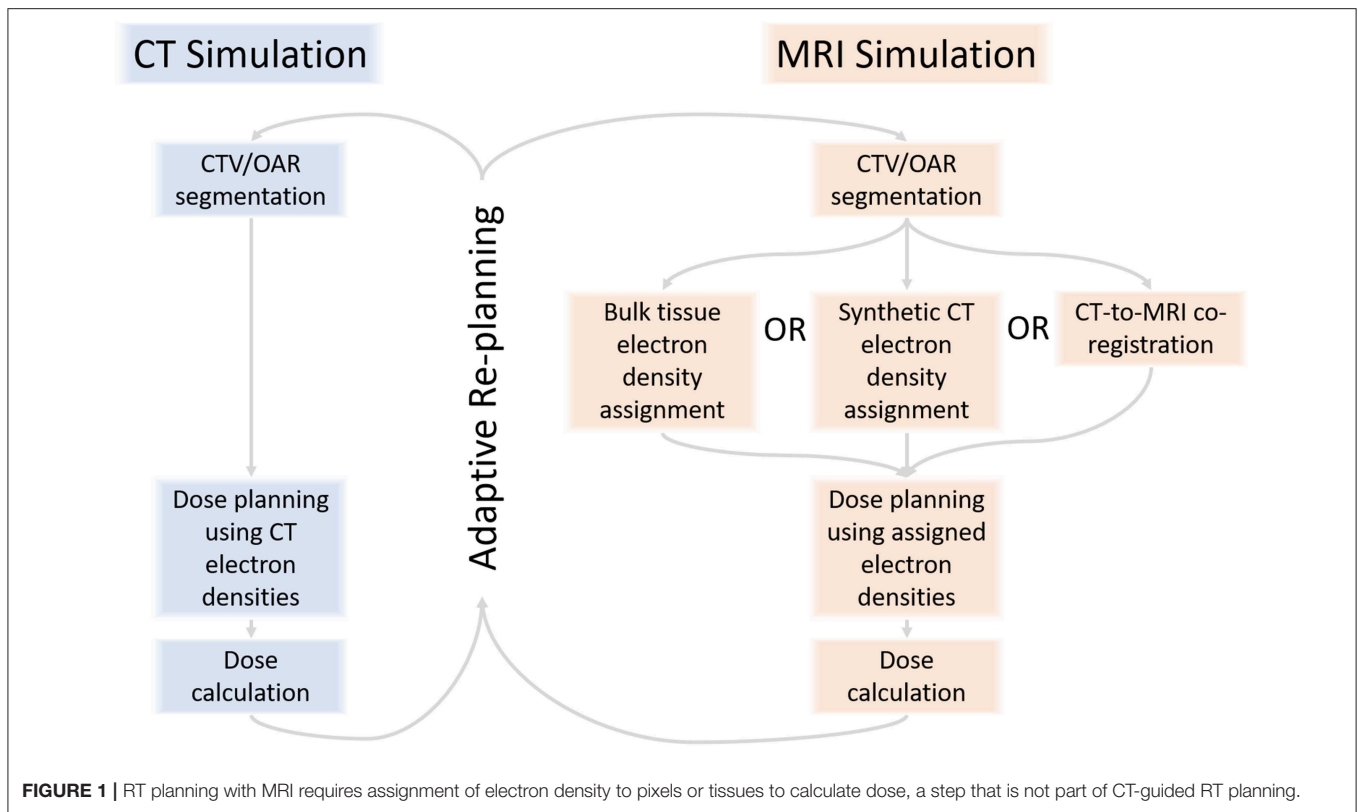 CT Simulation
MRI Simulation
CTV/OAR
segmentation
Dose planning
using CT
electron
densities
Dose
calculation
Adaptive Re-planning
CTV/OAR
segmentation
Bulk tissue
electron
density
assignment
OR
Synthetic CT
electron
density
assignment
OR
CT-to-MRI co-
registration
Dose planning
using assigned
electron
densities
Dose
calculation
FIGURE 1 | RT planning with MRI requires assignment of electron density to pixels or tissues to calculate dose, a step that is not part of CT-guided RT planning.